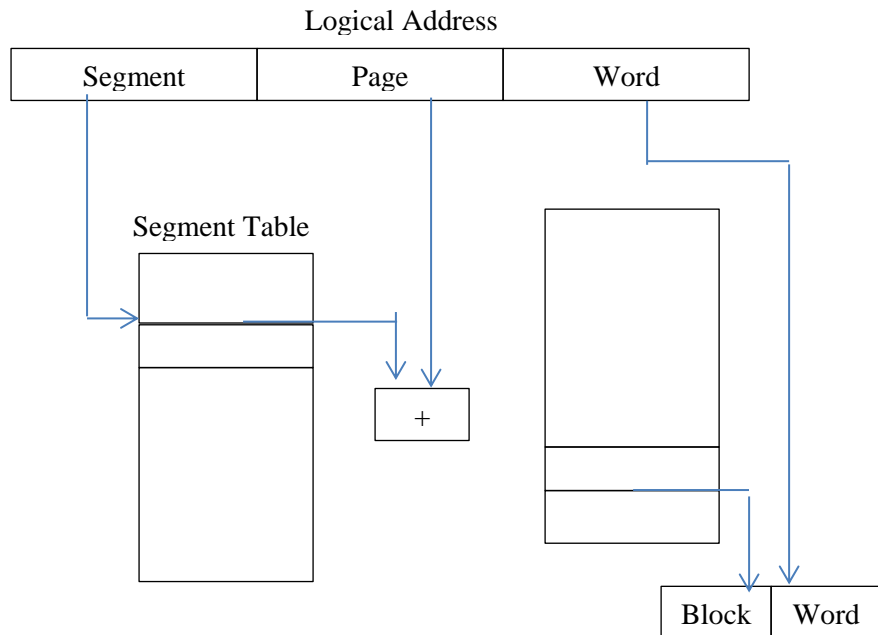 Logical Address
Segment Page Word
Segment Table
+
Block Word